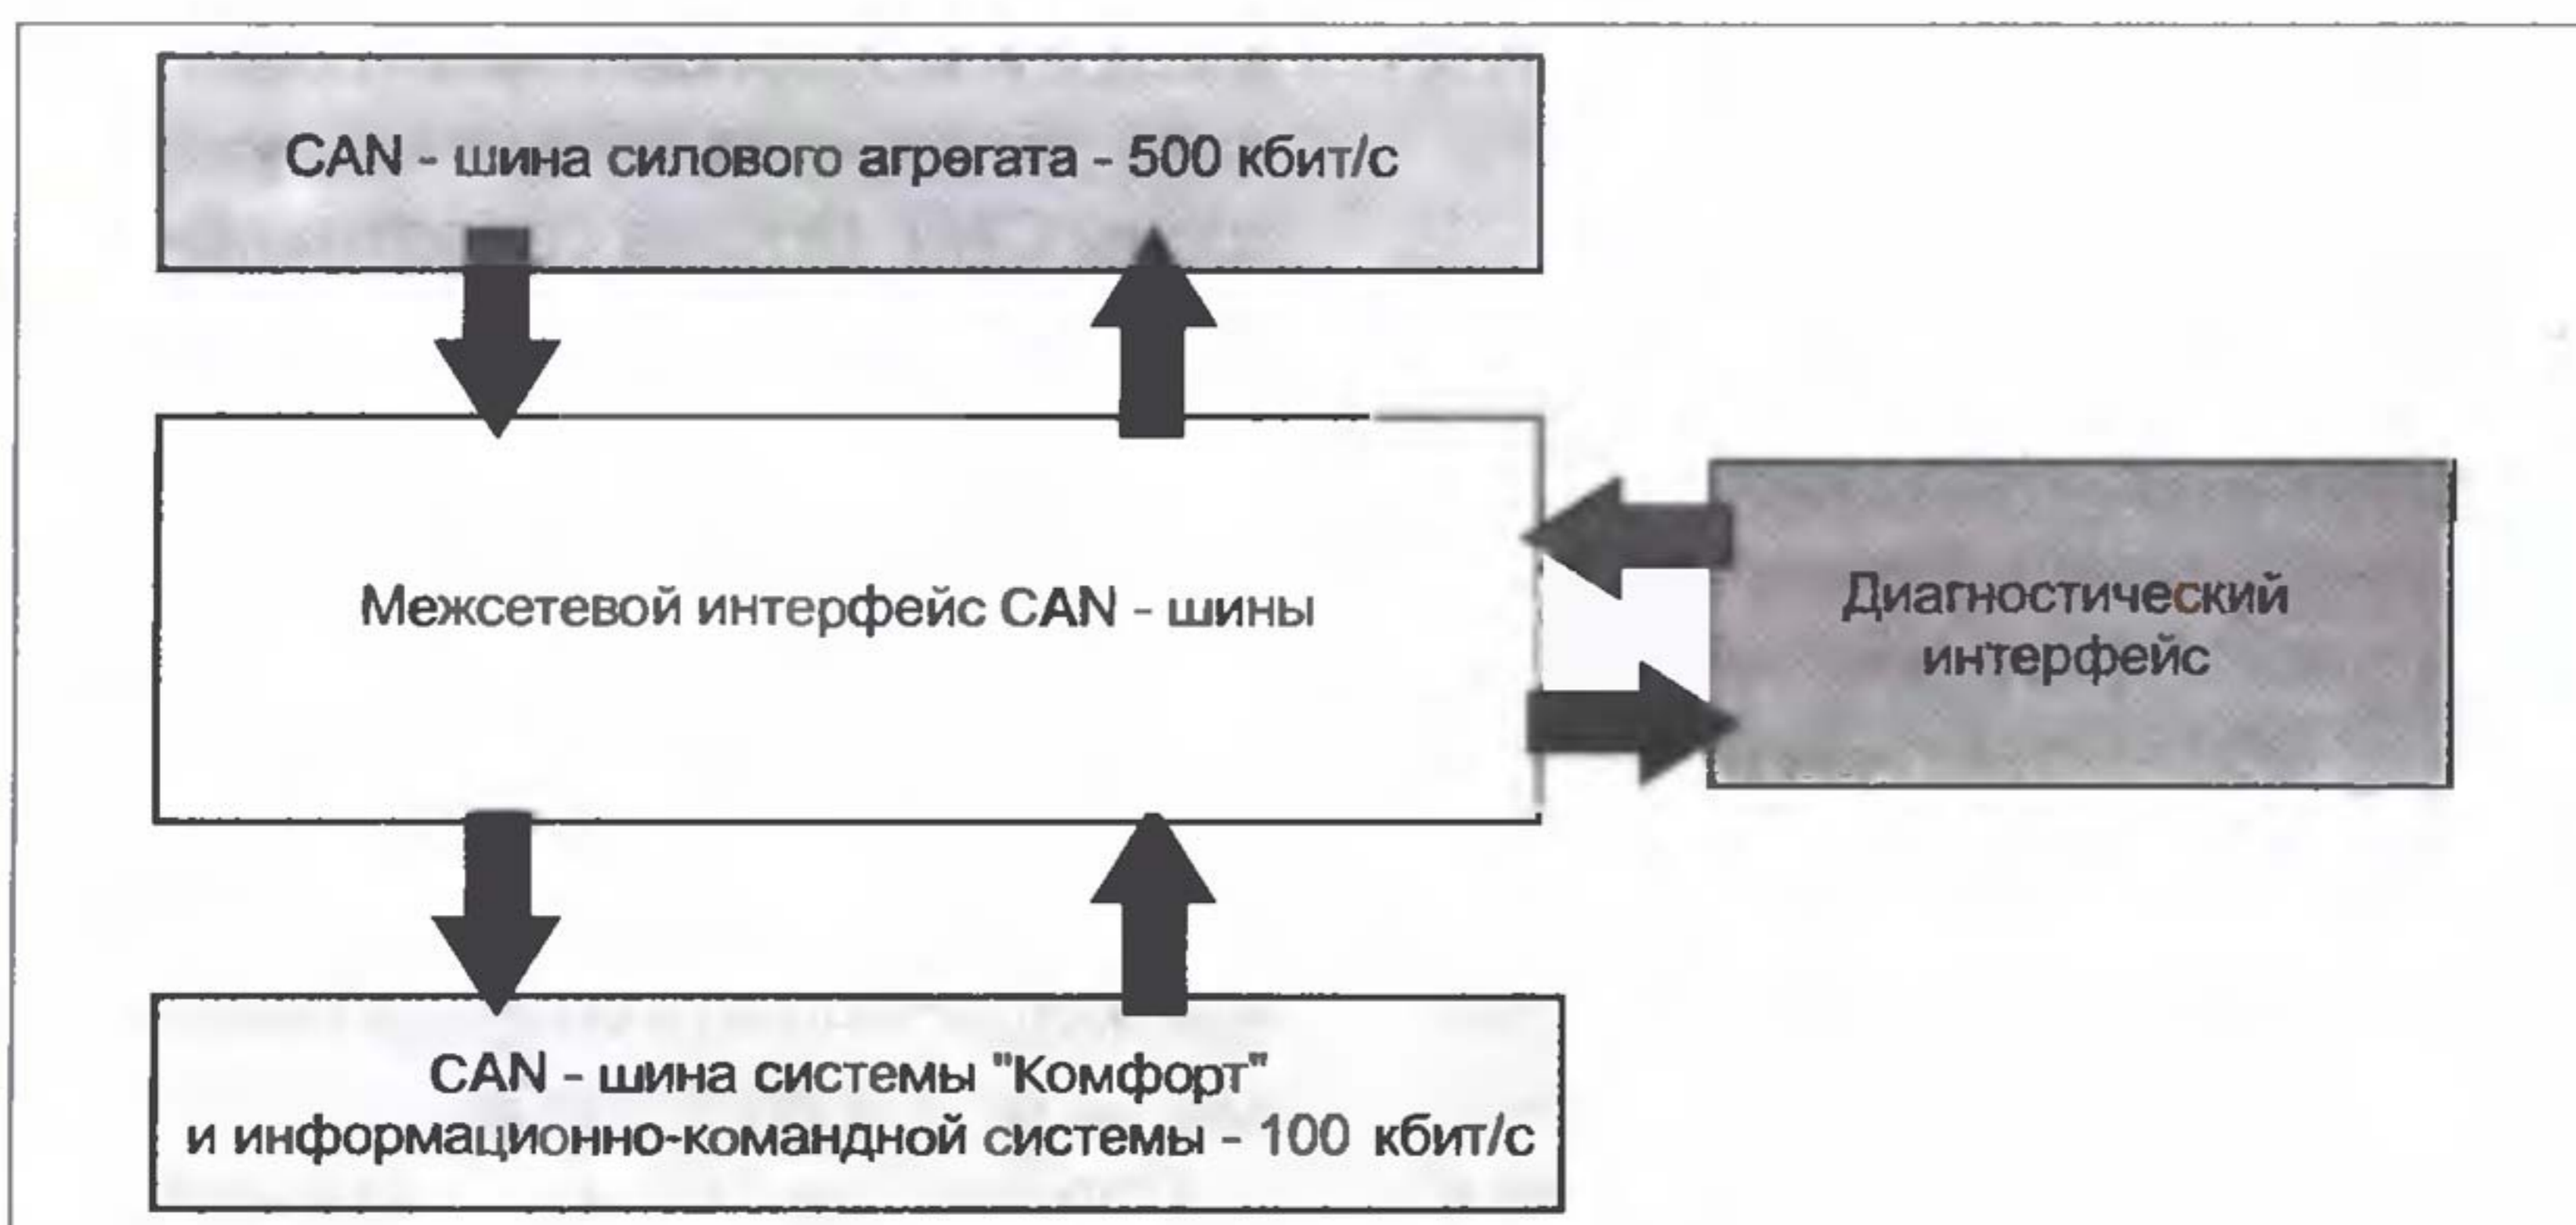 CAN - шина силового агрегата - 500 кбит/с
Межсетевой интерфейс CAN - шины
Диагностический
интерфейс
CAN - шина системы "Комфорт"
и информационно-командной системы - 100 кбит/с